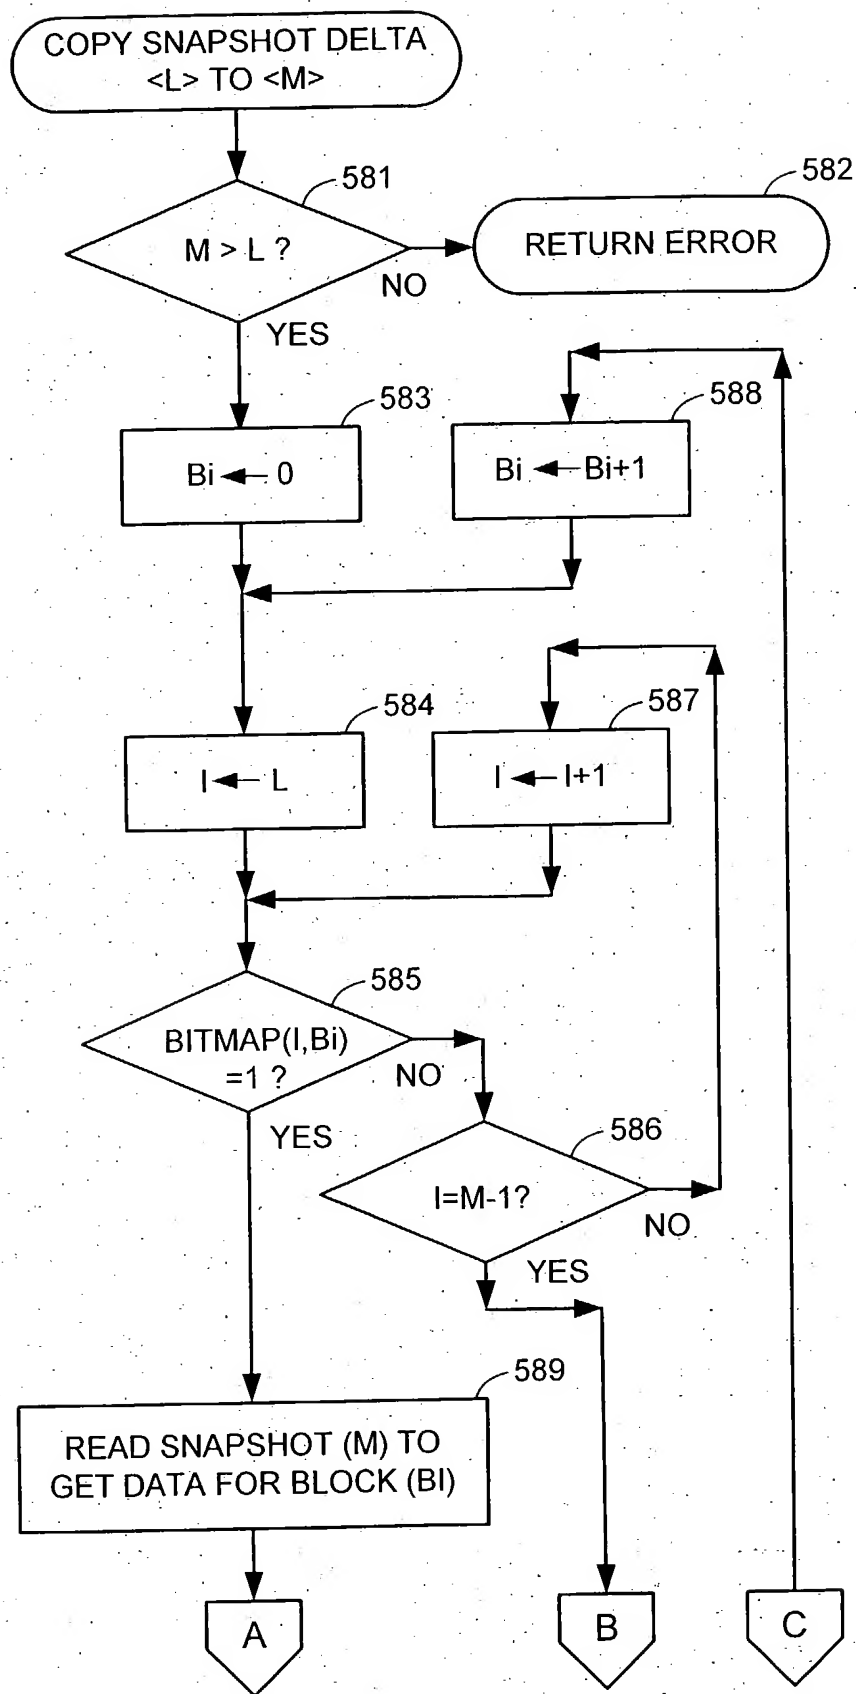 COPY SNAPSHOT DELTA
<L> TO <M>
581
582
M > L ?
RETURN ERROR
NO
YES
583
588
Bi ← 0
Bi ← Bi+1
584
587
I ← L
I ← I+1
585
BITMAP(I,Bi)
=1 ?
NO
YES
586
I=M-1?
NO
YES
589
READ SNAPSHOT (M) TO
GET DATA FOR BLOCK (BI)
A
B
C